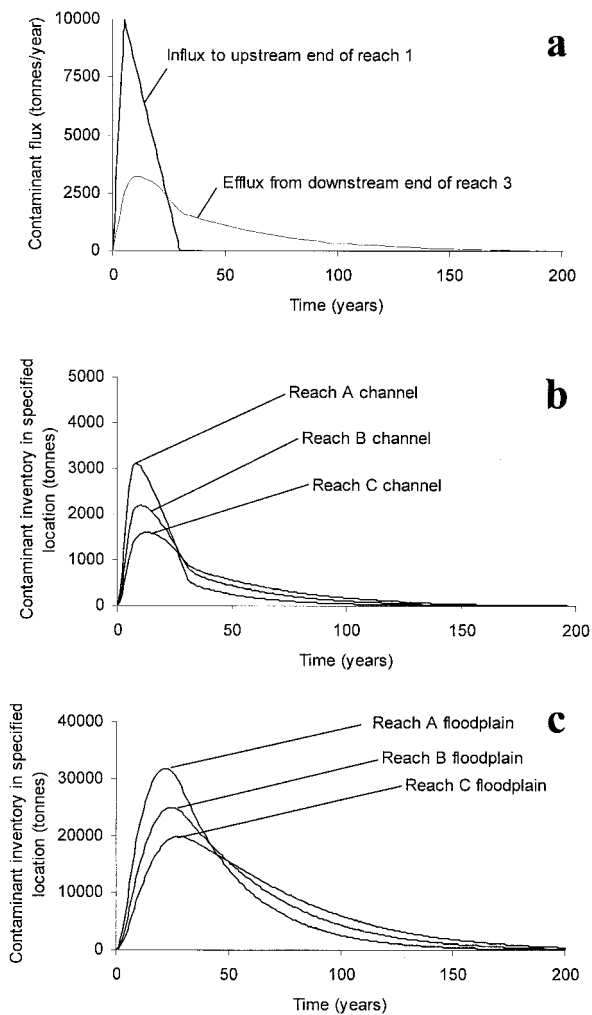 a
Contaminant flux (tonnes/year)
10000
7500
5000
2500
0
Influx to upstream end of reach 1
Efflux from downstream end of reach 3
0
50
100
150
200
Time (years)
b
Contaminant inventory in specified
location (tonnes)
5000
4000
3000
2000
1000
0
Reach A channel
Reach B channel
Reach C channel
0
50
100
150
200
Time (years)
c
Contaminant inventory in specified
location (tonnes)
40000
30000
20000
10000
0
Reach A floodplain
Reach B floodplain
Reach C floodplain
0
50
100
150
200
Time (years)